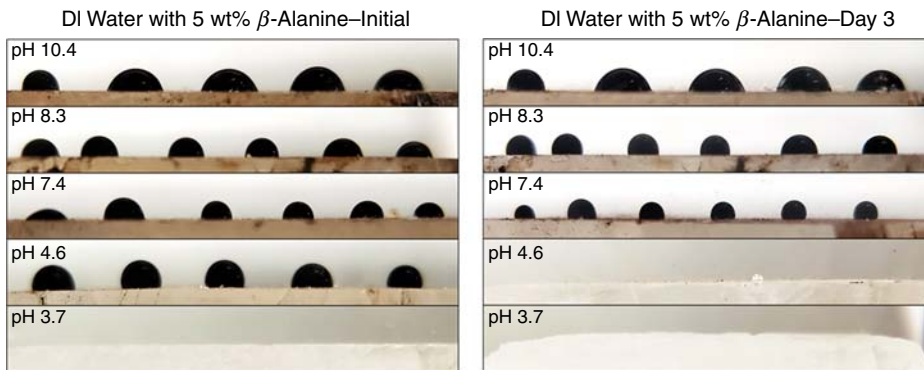 DI Water with 5 wt% β-Alanine–Initial
pH 10.4
pH 8.3
pH 7.4
pH 4.6
pH 3.7
DI Water with 5 wt% β-Alanine–Day 3
pH 10.4
pH 8.3
pH 7.4
pH 4.6
pH 3.7